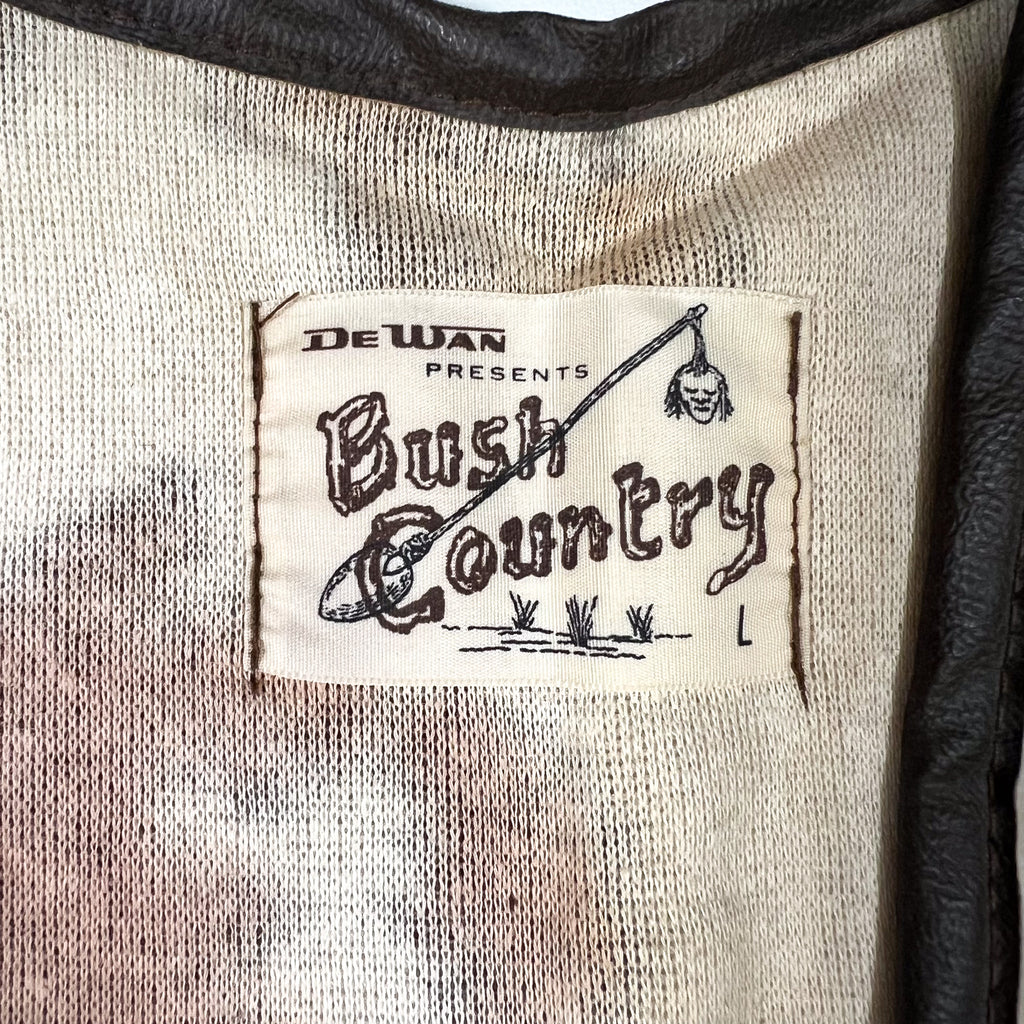 DEWAN
PRESENTS
Bush
Country
L